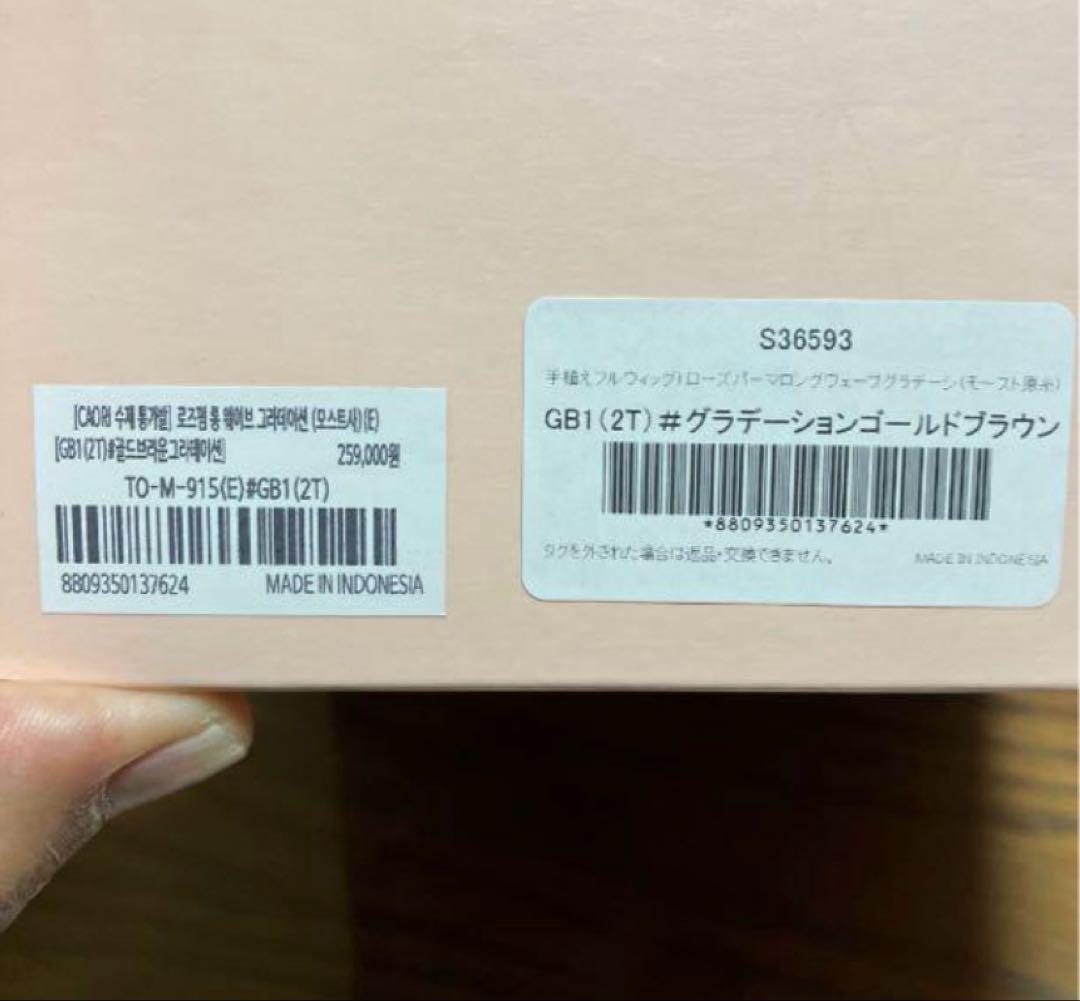 [CAORI 수제 통가발] 로즈펌 롱 웨이브 그라데이션 (모스트사)(E)
[GB1(2T)#골드브라운그라데이션] 259,000원
TO-M-915(E)#GB1(2T)
8809350137624 MADE IN INDONESIA
S36593
手植えフルウィッグ)ローズパーマロングウェーブグラデーシ(モースト原糸)
GB1(2T)#グラデーションゴールドブラウン
*8809350137624*
タグを外された場合は返品・交換できません。 MADE IN INDONESIA